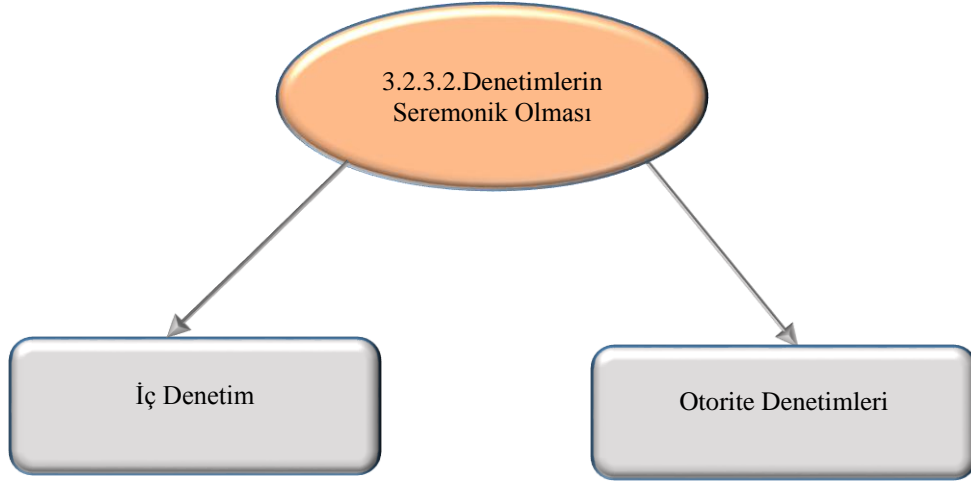 3.2.3.2.Denetimlerin
Seremonik Olması
İç Denetim
Otorite Denetimleri